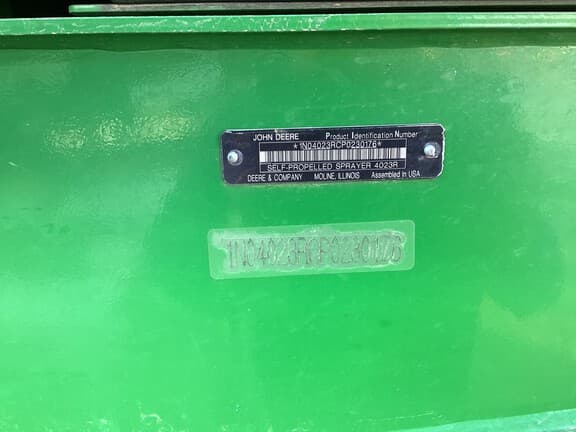 JOHN DEERE Product Identification Number
*1N04023RCP0230176*
SELF-PROPELLED SPRAYER 4023R
DEERE & COMPANY MOLINE, ILLINOIS Assembled in USA
1N04023RCP0230176